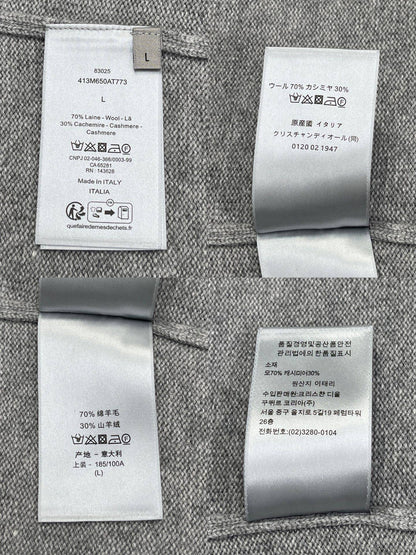 L
83025
413M650AT773
L
70% Laine - Wool - Lã
30% Cachemire - Cashmere -
Cashmere
CNPJ 02-046-366/0003-99
CA 65281
RN : 143628
Made in ITALY
ITALIA
quefairedemesdechets.fr
ウール 70% カシミヤ 30%
原産国 イタリア
クリスチャンディオール(同)
0120 02 1947
70% 绵羊毛
30% 山羊绒
产地 - 意大利
上装 - 185/100A
(L)
품질경영및공산품안전
관리법에의한품질표시
소재
모70% 캐시미어30%
원산지 이태리
수입판매원:크리스챤 디올
꾸뛰르 코리아(주)
서울 중구 을지로 5길19 페럼타워
26층
전화번호:(02)3280-0104